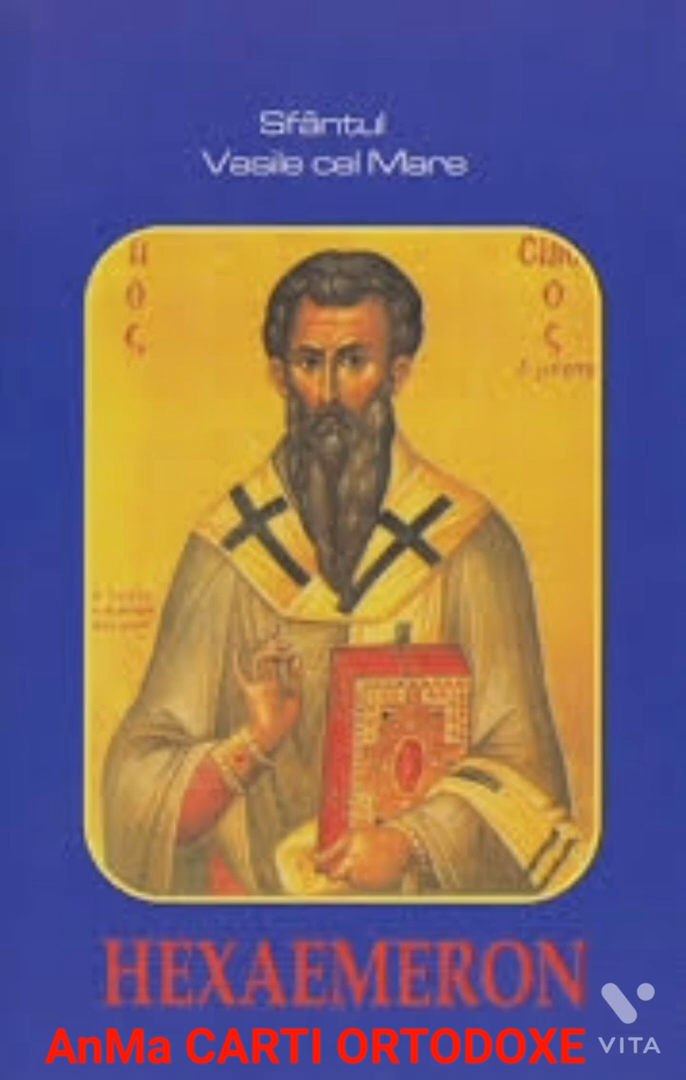 Sfântul
Vasile cel Mare
HEXAEMERON
AnMa CARTI ORTODOXE
VITA